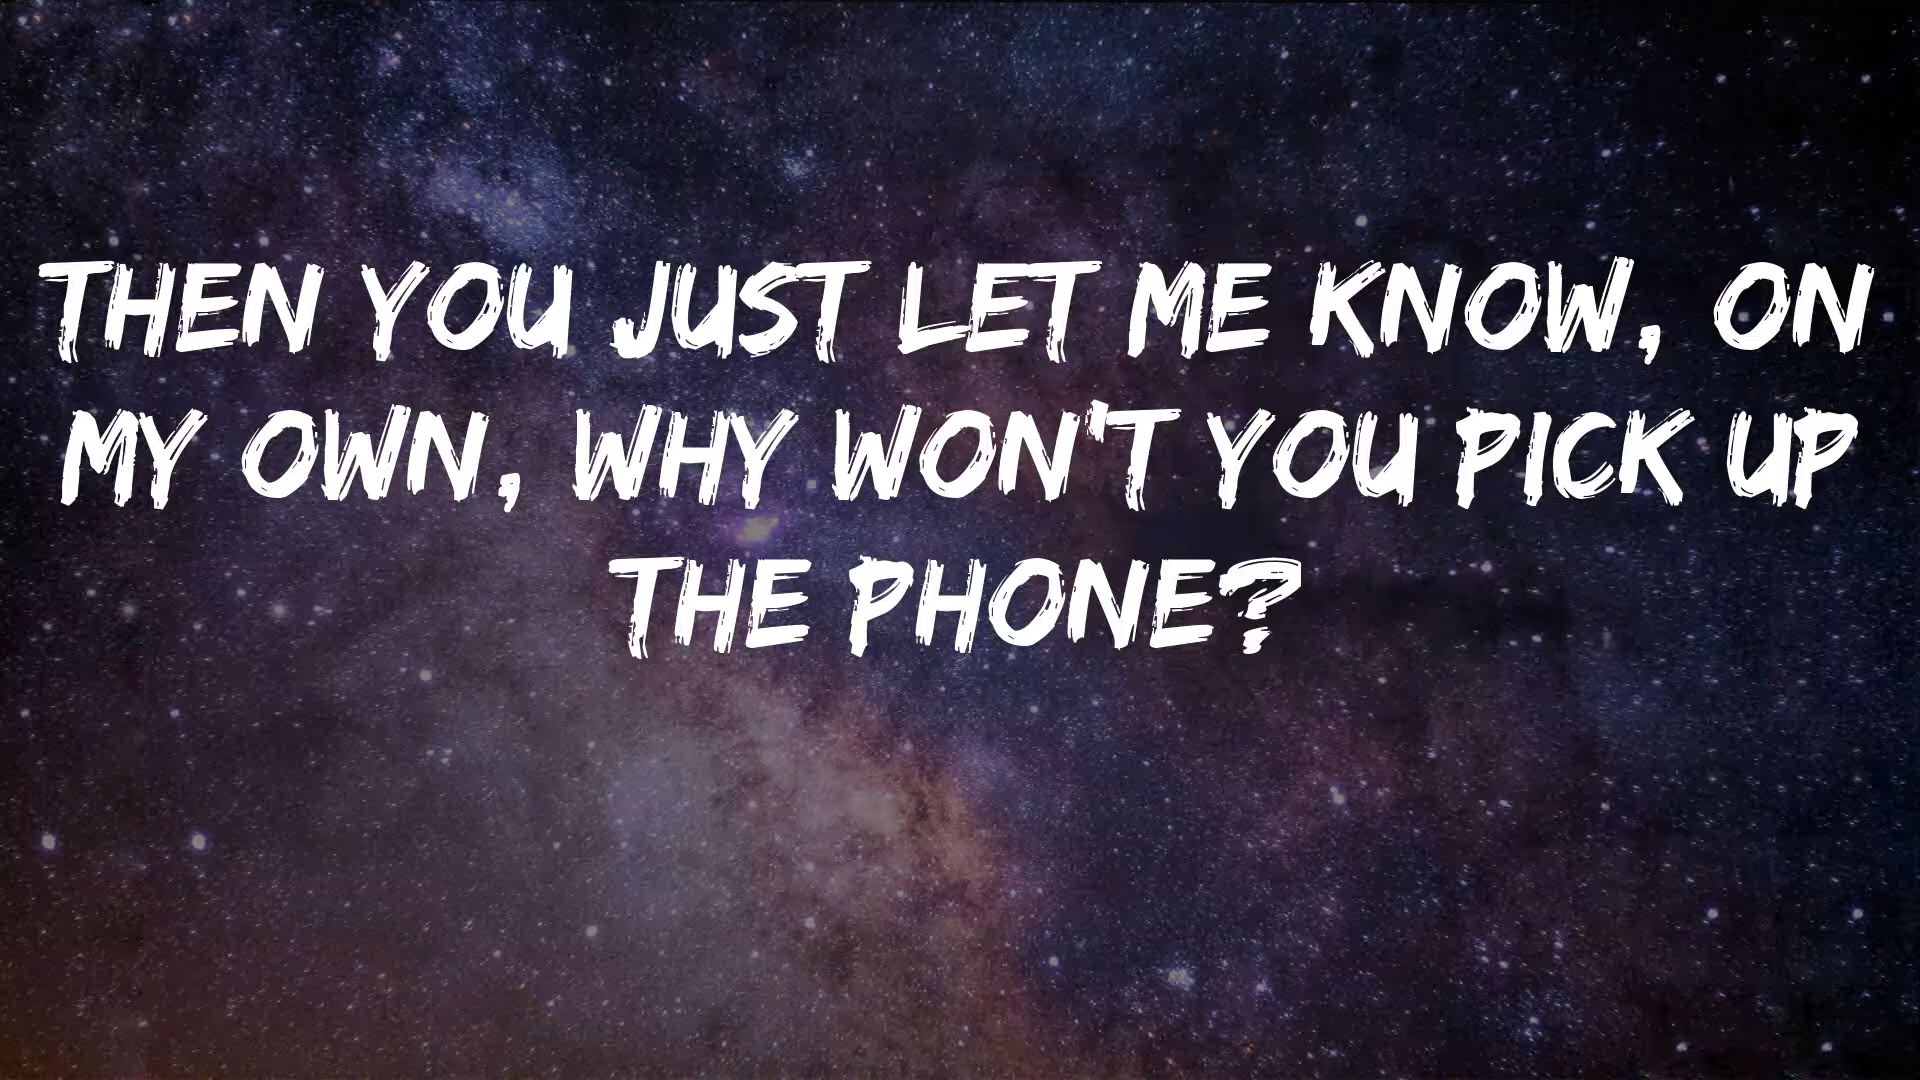 THEN YOU JUST LET ME KNOW, ON
MY OWN, WHY WON'T YOU PICK UP
THE PHONE?